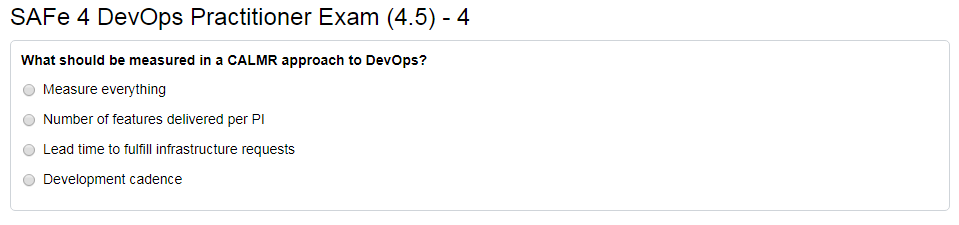 SAFe 4 DevOps Practitioner Exam (4.5) - 4
What should be measured in a CALMR approach to DevOps?
Measure everything
Number of features delivered per PI
Lead time to fulfill infrastructure requests
Development cadence